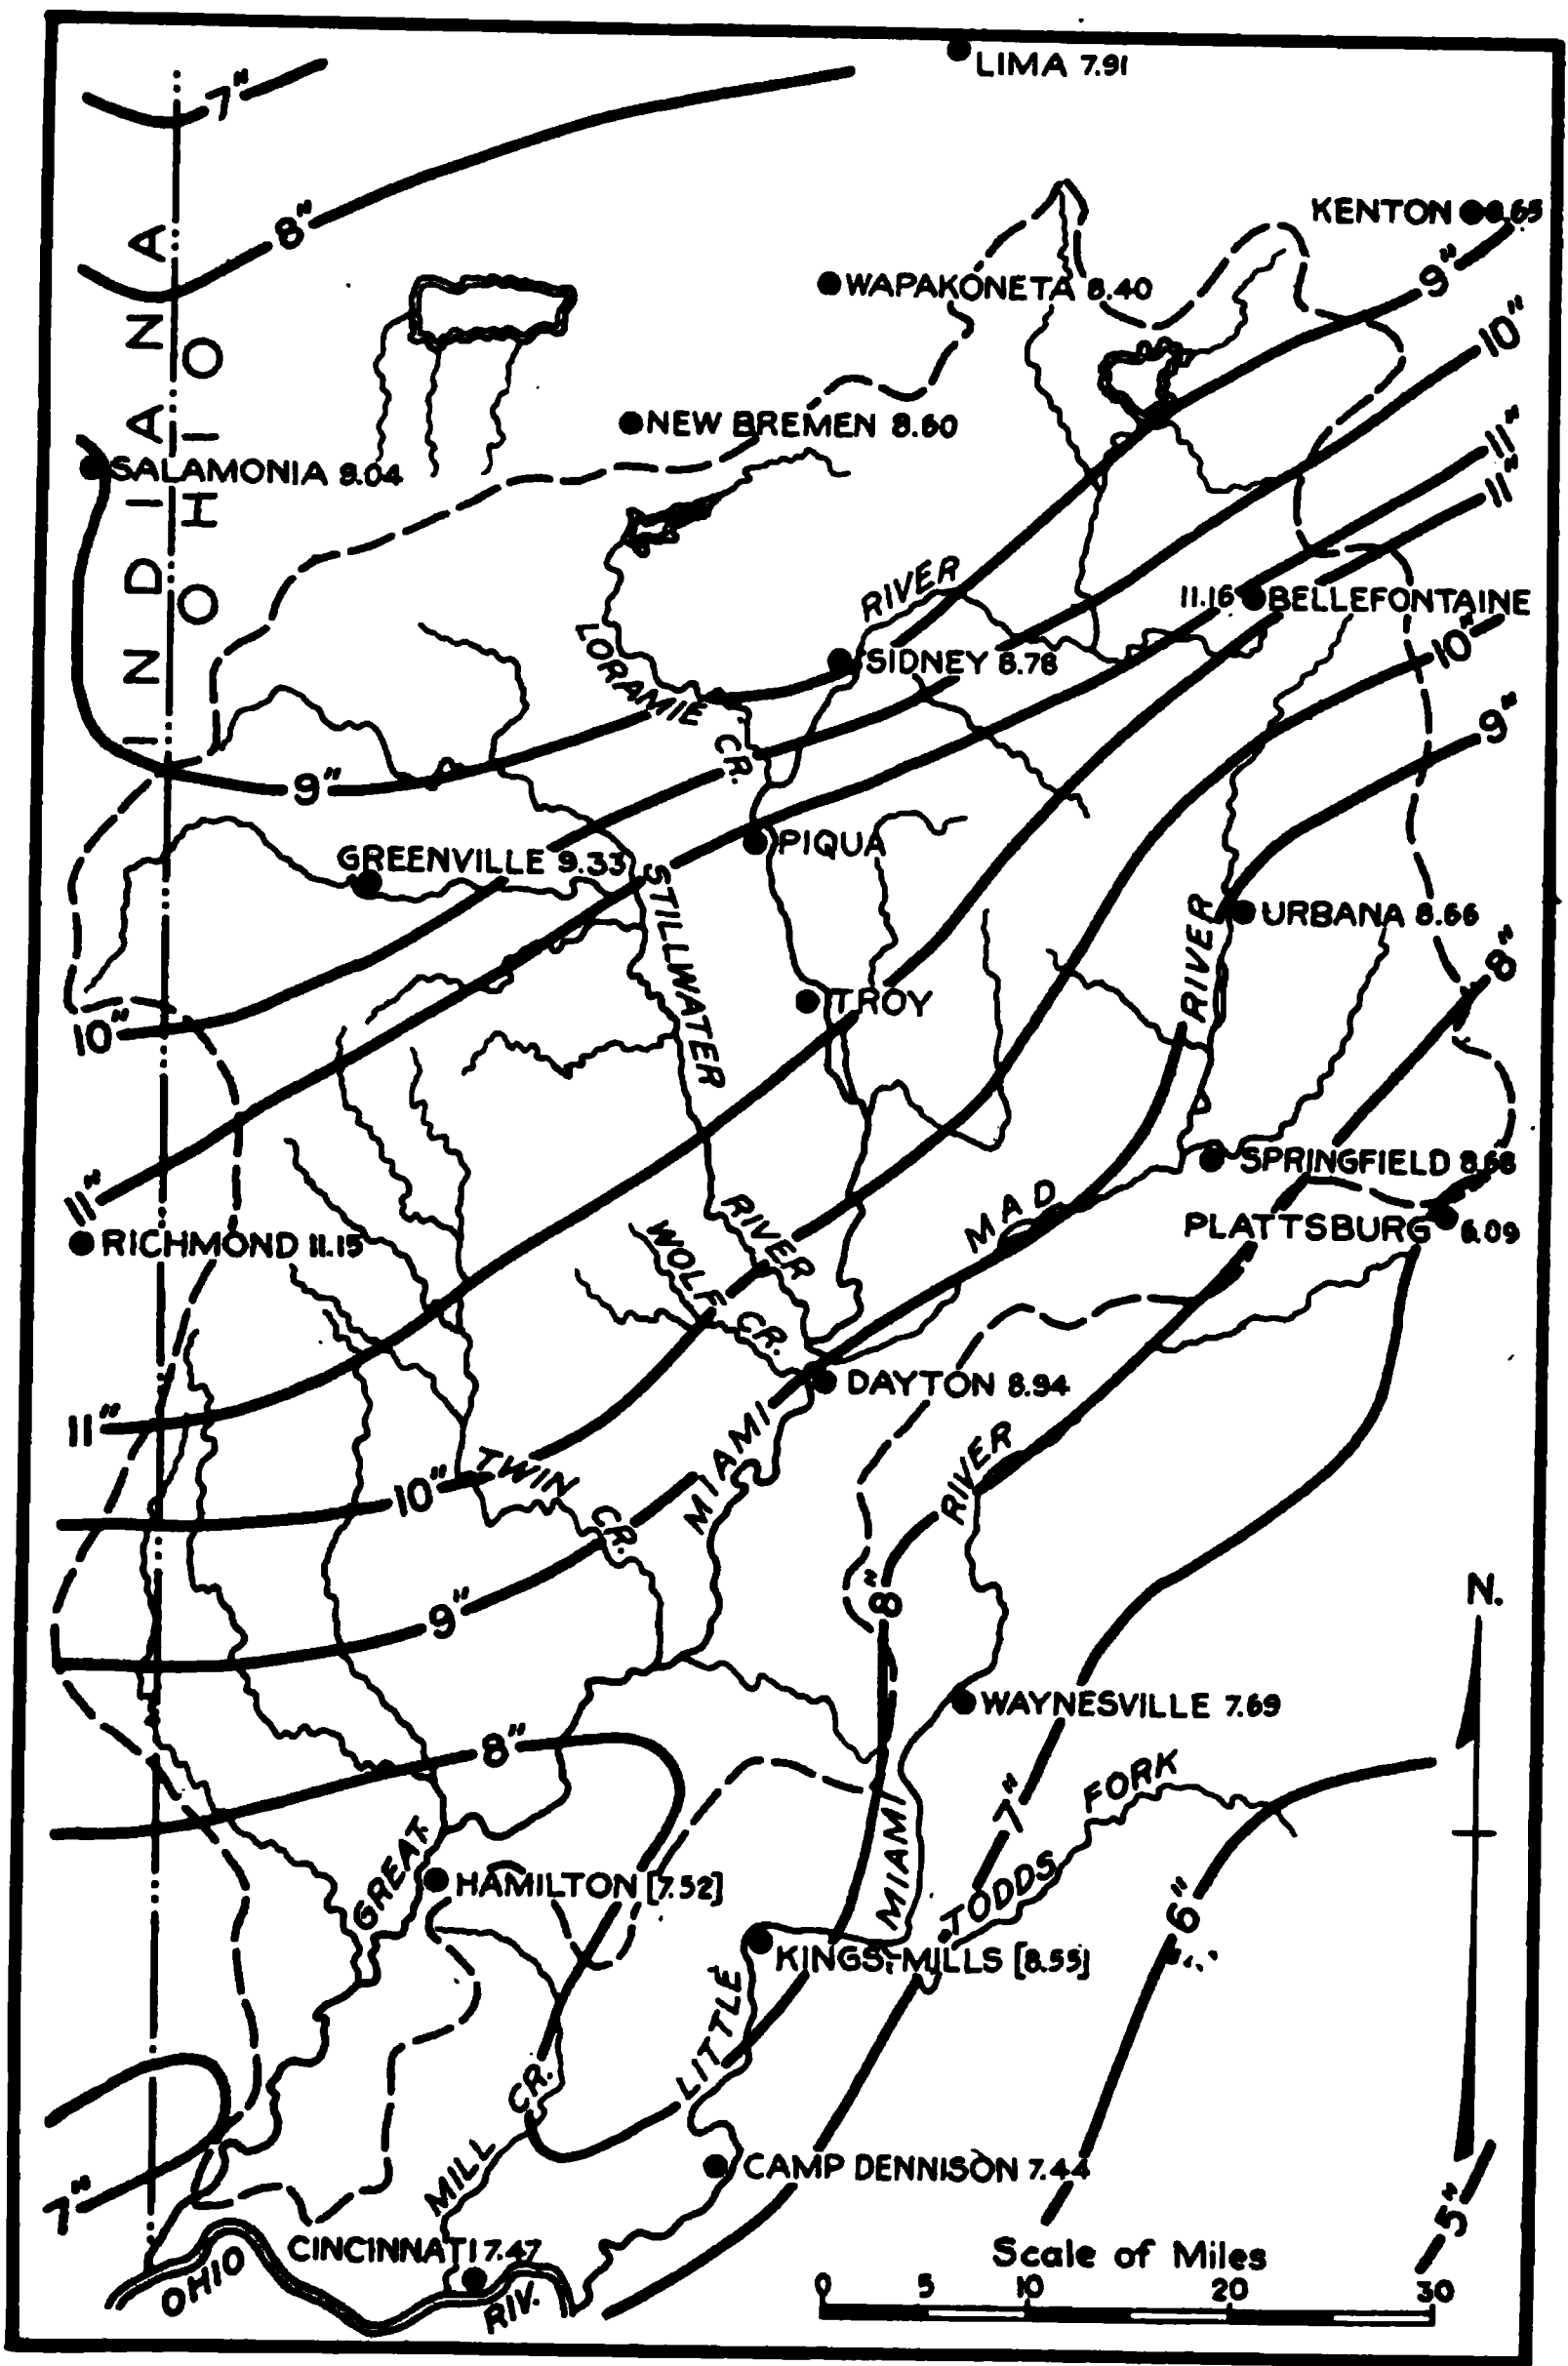 LIMA 7.91
7"
8"
KENTON
9"
WAPAKONETA 8.40
10"
NEW BREMEN 8.60
11"
SALAMONIA 9.04
11"
INDIANA
OHIO
RIVER
11.16 BELLEFONTAINE
10"
LORAMIE CR.
SIDNEY 8.78
9"
9"
PIQUA
GREENVILLE 9.33
STILLWATER RIVER
URBANA 8.66
8"
RIVER
TROY
10"
SPRINGFIELD 8.68
11"
MAD
PLATTSBURG 6.09
RICHMOND 11.15
WOLF CR.
DAYTON 8.94
11"
MIAMI
RIVER
10"
TWIN CR.
8"
N.
9"
WAYNESVILLE 7.69
8"
FORK
7"
GREAT
MIAMI
HAMILTON [7.52]
TODDS
6"
KINGS-MILLS [8.55]
LITTLE
CR.
MILL
CAMP DENNISON 7.44
7"
5"
CINCINNATI 7.47
Scale of Miles
OHIO
RIV.
0 5 10 20 30